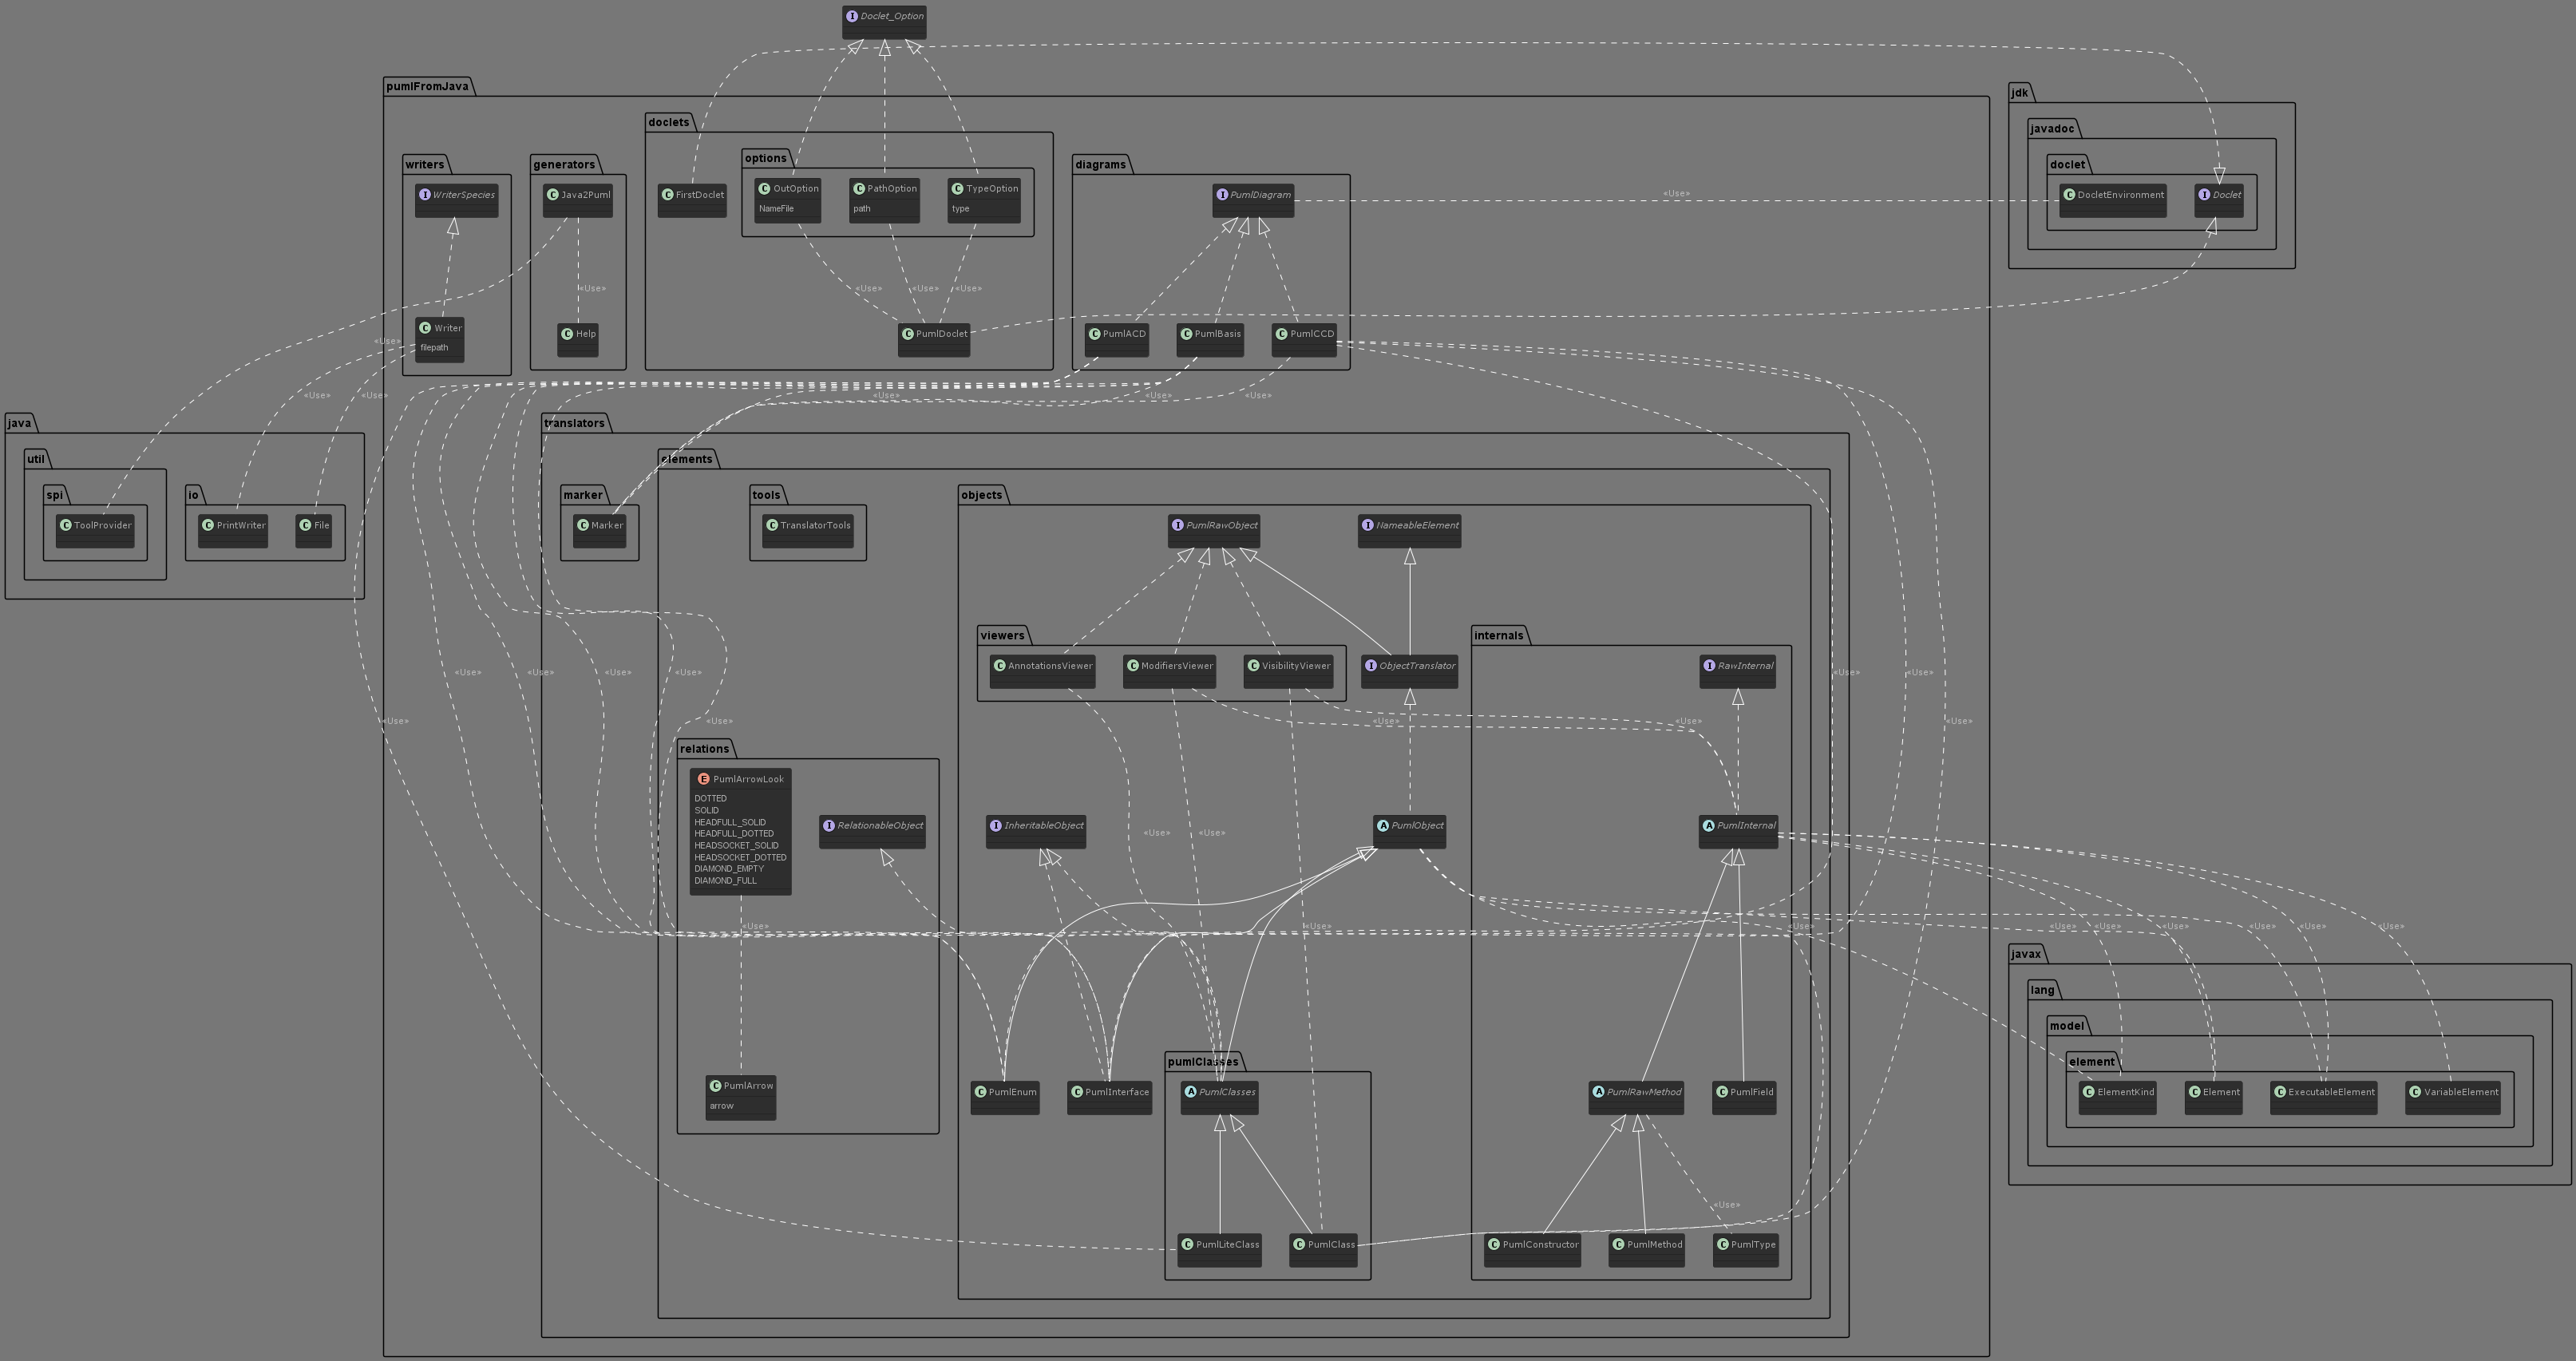 I Doclet_Option
pumlFromJava
jdk
doclets
javadoc
options
writers
generators
diagrams
doclet
I WriterSpecies
C Java2Puml
C FirstDoclet
C OutOption
NameFile
C PathOption
path
C TypeOption
type
I PumlDiagram
«Use»
C DocletEnvironment
I Doclet
«Use»
«Use»
«Use»
«Use»
C Writer
filepath
C Help
C PumlDoclet
C PumlACD
C PumlBasis
C PumlCCD
«Use»
«Use»
«Use»
«Use»
«Use»
«Use»
java
translators
util
elements
spi
io
marker
tools
objects
C ToolProvider
C PrintWriter
C File
C Marker
C TranslatorTools
I PumlRawObject
I NameableElement
viewers
internals
C AnnotationsViewer
C ModifiersViewer
C VisibilityViewer
I ObjectTranslator
I RawInternal
«Use»
«Use»
«Use»
«Use»
«Use»
«Use»
«Use»
«Use»
«Use»
«Use»
«Use»
relations
E PumlArrowLook
DOTTED
SOLID
HEADFULL_SOLID
HEADFULL_DOTTED
HEADSOCKET_SOLID
HEADSOCKET_DOTTED
DIAMOND_EMPTY
DIAMOND_FULL
I RelationableObject
I InheritableObject
«Use»
«Use»
A PumlObject
A PumlInternal
«Use»
«Use»
«Use»
«Use»
«Use»
«Use»
«Use»
«Use»
«Use»
javax
lang
model
element
pumlClasses
C PumlArrow
arrow
C PumlEnum
C PumlInterface
A PumlClasses
A PumlRawMethod
C PumlField
C ElementKind
C Element
C ExecutableElement
C VariableElement
«Use»
C PumlLiteClass
C PumlClass
C PumlConstructor
C PumlMethod
C PumlType